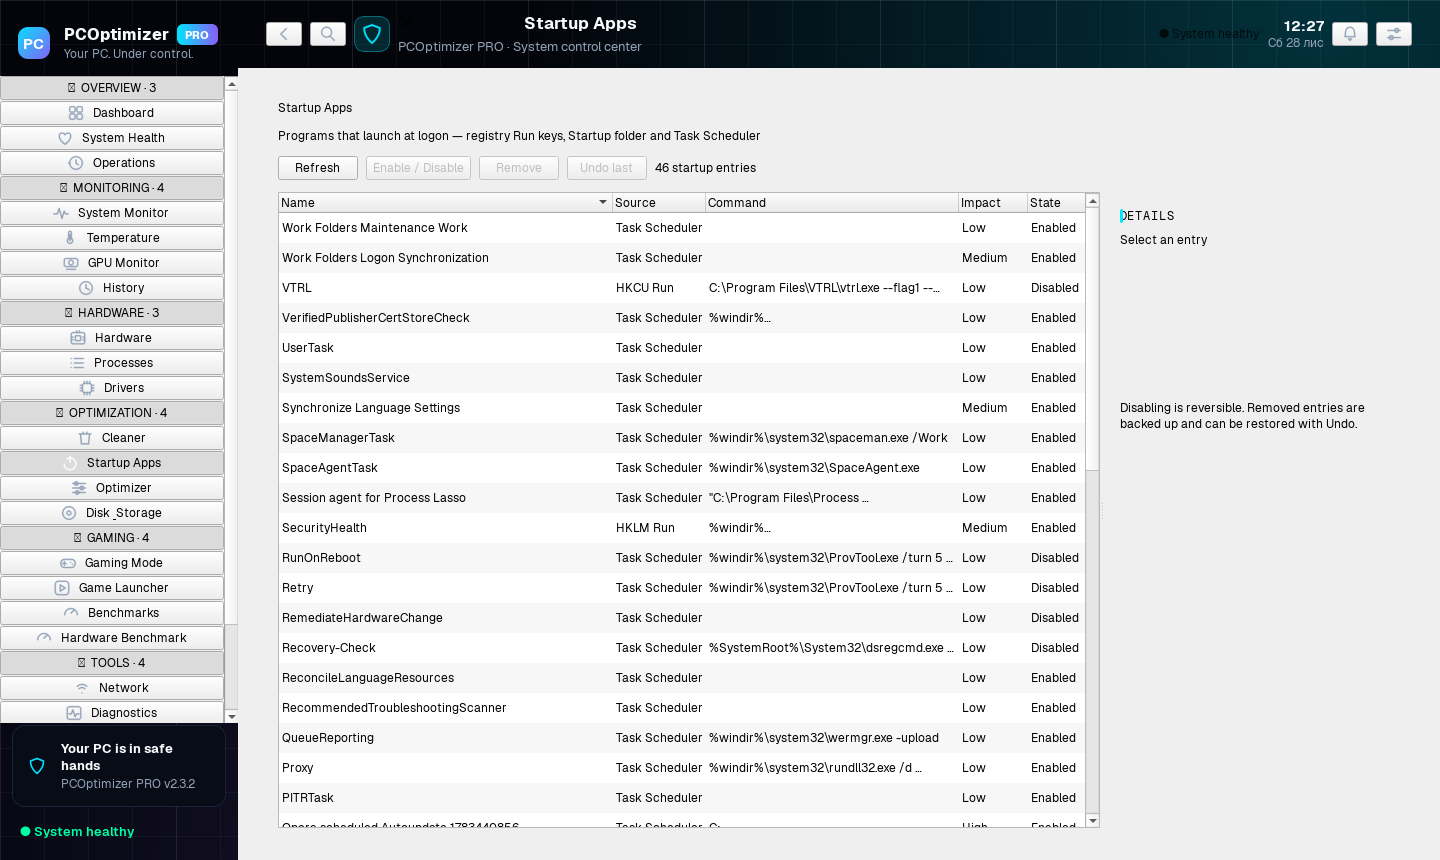 PC
PCOptimizer PRO
Your PC. Under control.
Startup Apps
PCOptimizer PRO · System control center
System healthy
12:27
Сб 28 лис
OVERVIEW · 3
Dashboard
System Health
Operations
MONITORING · 4
System Monitor
Temperature
GPU Monitor
History
HARDWARE · 3
Hardware
Processes
Drivers
OPTIMIZATION · 4
Cleaner
Startup Apps
Optimizer
Disk _Storage
GAMING · 4
Gaming Mode
Game Launcher
Benchmarks
Hardware Benchmark
TOOLS · 4
Network
Diagnostics
Your PC is in safe
hands
PCOptimizer PRO v2.3.2
System healthy
Startup Apps
Programs that launch at logon — registry Run keys, Startup folder and Task Scheduler
Refresh Enable / Disable Remove Undo last 46 startup entries
Name Source Command Impact State
Work Folders Maintenance Work Task Scheduler Low Enabled
Work Folders Logon Synchronization Task Scheduler Medium Enabled
VTRL HKCU Run C:\Program Files\VTRL\vtrl.exe --flag1 --… Low Disabled
VerifiedPublisherCertStoreCheck Task Scheduler %windir%… Low Enabled
UserTask Task Scheduler Low Enabled
SystemSoundsService Task Scheduler Low Enabled
Synchronize Language Settings Task Scheduler Medium Enabled
SpaceManagerTask Task Scheduler %windir%\system32\spaceman.exe /Work Low Enabled
SpaceAgentTask Task Scheduler %windir%\system32\SpaceAgent.exe Low Enabled
Session agent for Process Lasso Task Scheduler "C:\Program Files\Process … Low Enabled
SecurityHealth HKLM Run %windir%… Medium Enabled
RunOnReboot Task Scheduler %windir%\system32\ProvTool.exe /turn 5 … Low Disabled
Retry Task Scheduler %windir%\system32\ProvTool.exe /turn 5 … Low Disabled
RemediateHardwareChange Task Scheduler Low Disabled
Recovery-Check Task Scheduler %SystemRoot%\System32\dsregcmd.exe … Low Disabled
ReconcileLanguageResources Task Scheduler Low Enabled
RecommendedTroubleshootingScanner Task Scheduler Low Enabled
QueueReporting Task Scheduler %windir%\system32\wermgr.exe -upload Low Enabled
Proxy Task Scheduler %windir%\system32\rundll32.exe /d … Low Enabled
PITRTask Task Scheduler Low Enabled
Opera scheduled Autoupdate 1783440856 Task Scheduler C:… High Enabled
DETAILS
Select an entry
Disabling is reversible. Removed entries are
backed up and can be restored with Undo.